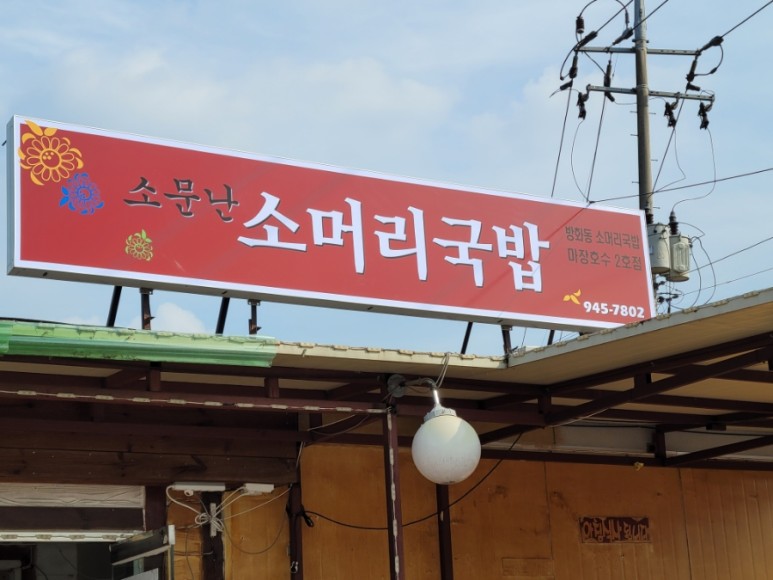 소문난 소머리국밥
방화동 소머리국밥
마장호수 2호점
945-7802